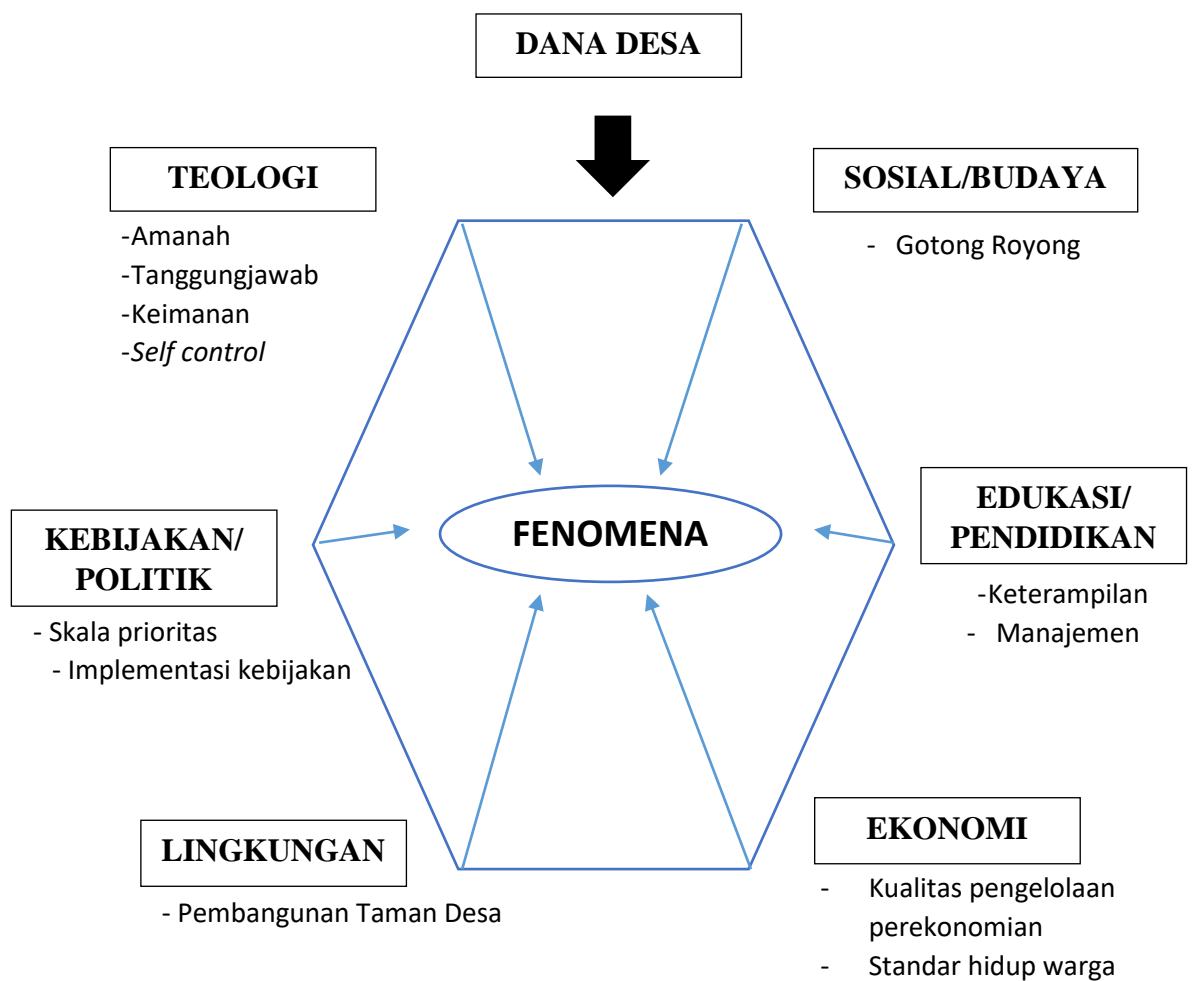 DANA DESA
TEOLOGI
-Amanah
-Tanggungjawab
-Keimanan
-Self control
SOSIAL/BUDAYA
- Gotong Royong
KEBIJAKAN/
POLITIK
- Skala prioritas
- Implementasi kebijakan
FENOMENA
EDUKASI/
PENDIDIKAN
-Keterampilan
- Manajemen
LINGKUNGAN
- Pembangunan Taman Desa
EKONOMI
- Kualitas pengelolaan
perekonomian
- Standar hidup warga